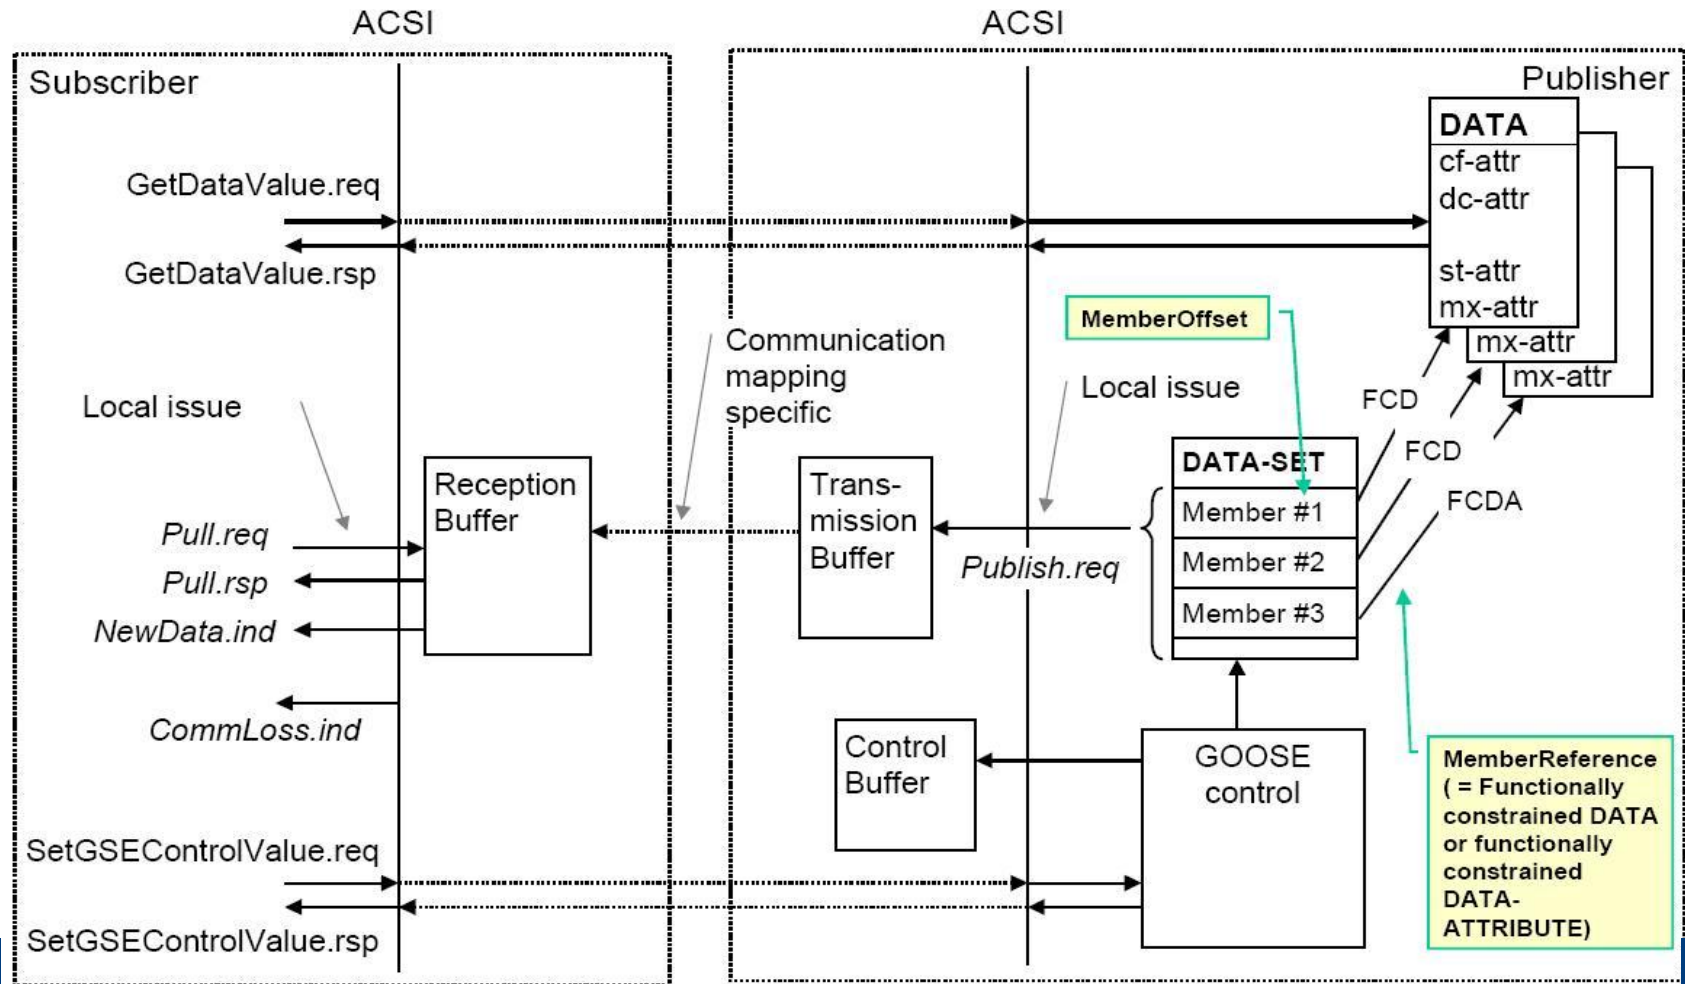 ACSI
ACSI
Subscriber
Publisher
DATA
cf-attr
dc-attr
st-attr
mx-attr
mx-attr
mx-attr
GetDataValue.req
GetDataValue.rsp
MemberOffset
Communication
mapping
specific
Local issue
Local issue
FCD
FCD
FCDA
DATA-SET
Member #1
Member #2
Member #3
Reception
Buffer
Trans-
mission
Buffer
Publish.req
Pull.req
Pull.rsp
NewData.ind
CommLoss.ind
Control
Buffer
GOOSE
control
MemberReference
( = Functionally
constrained DATA
or functionally
constrained
DATA-
ATTRIBUTE)
SetGSEControlValue.req
SetGSEControlValue.rsp